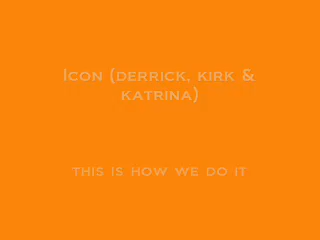 Icon (derrick, kirk &
katrina)
this is how we do it